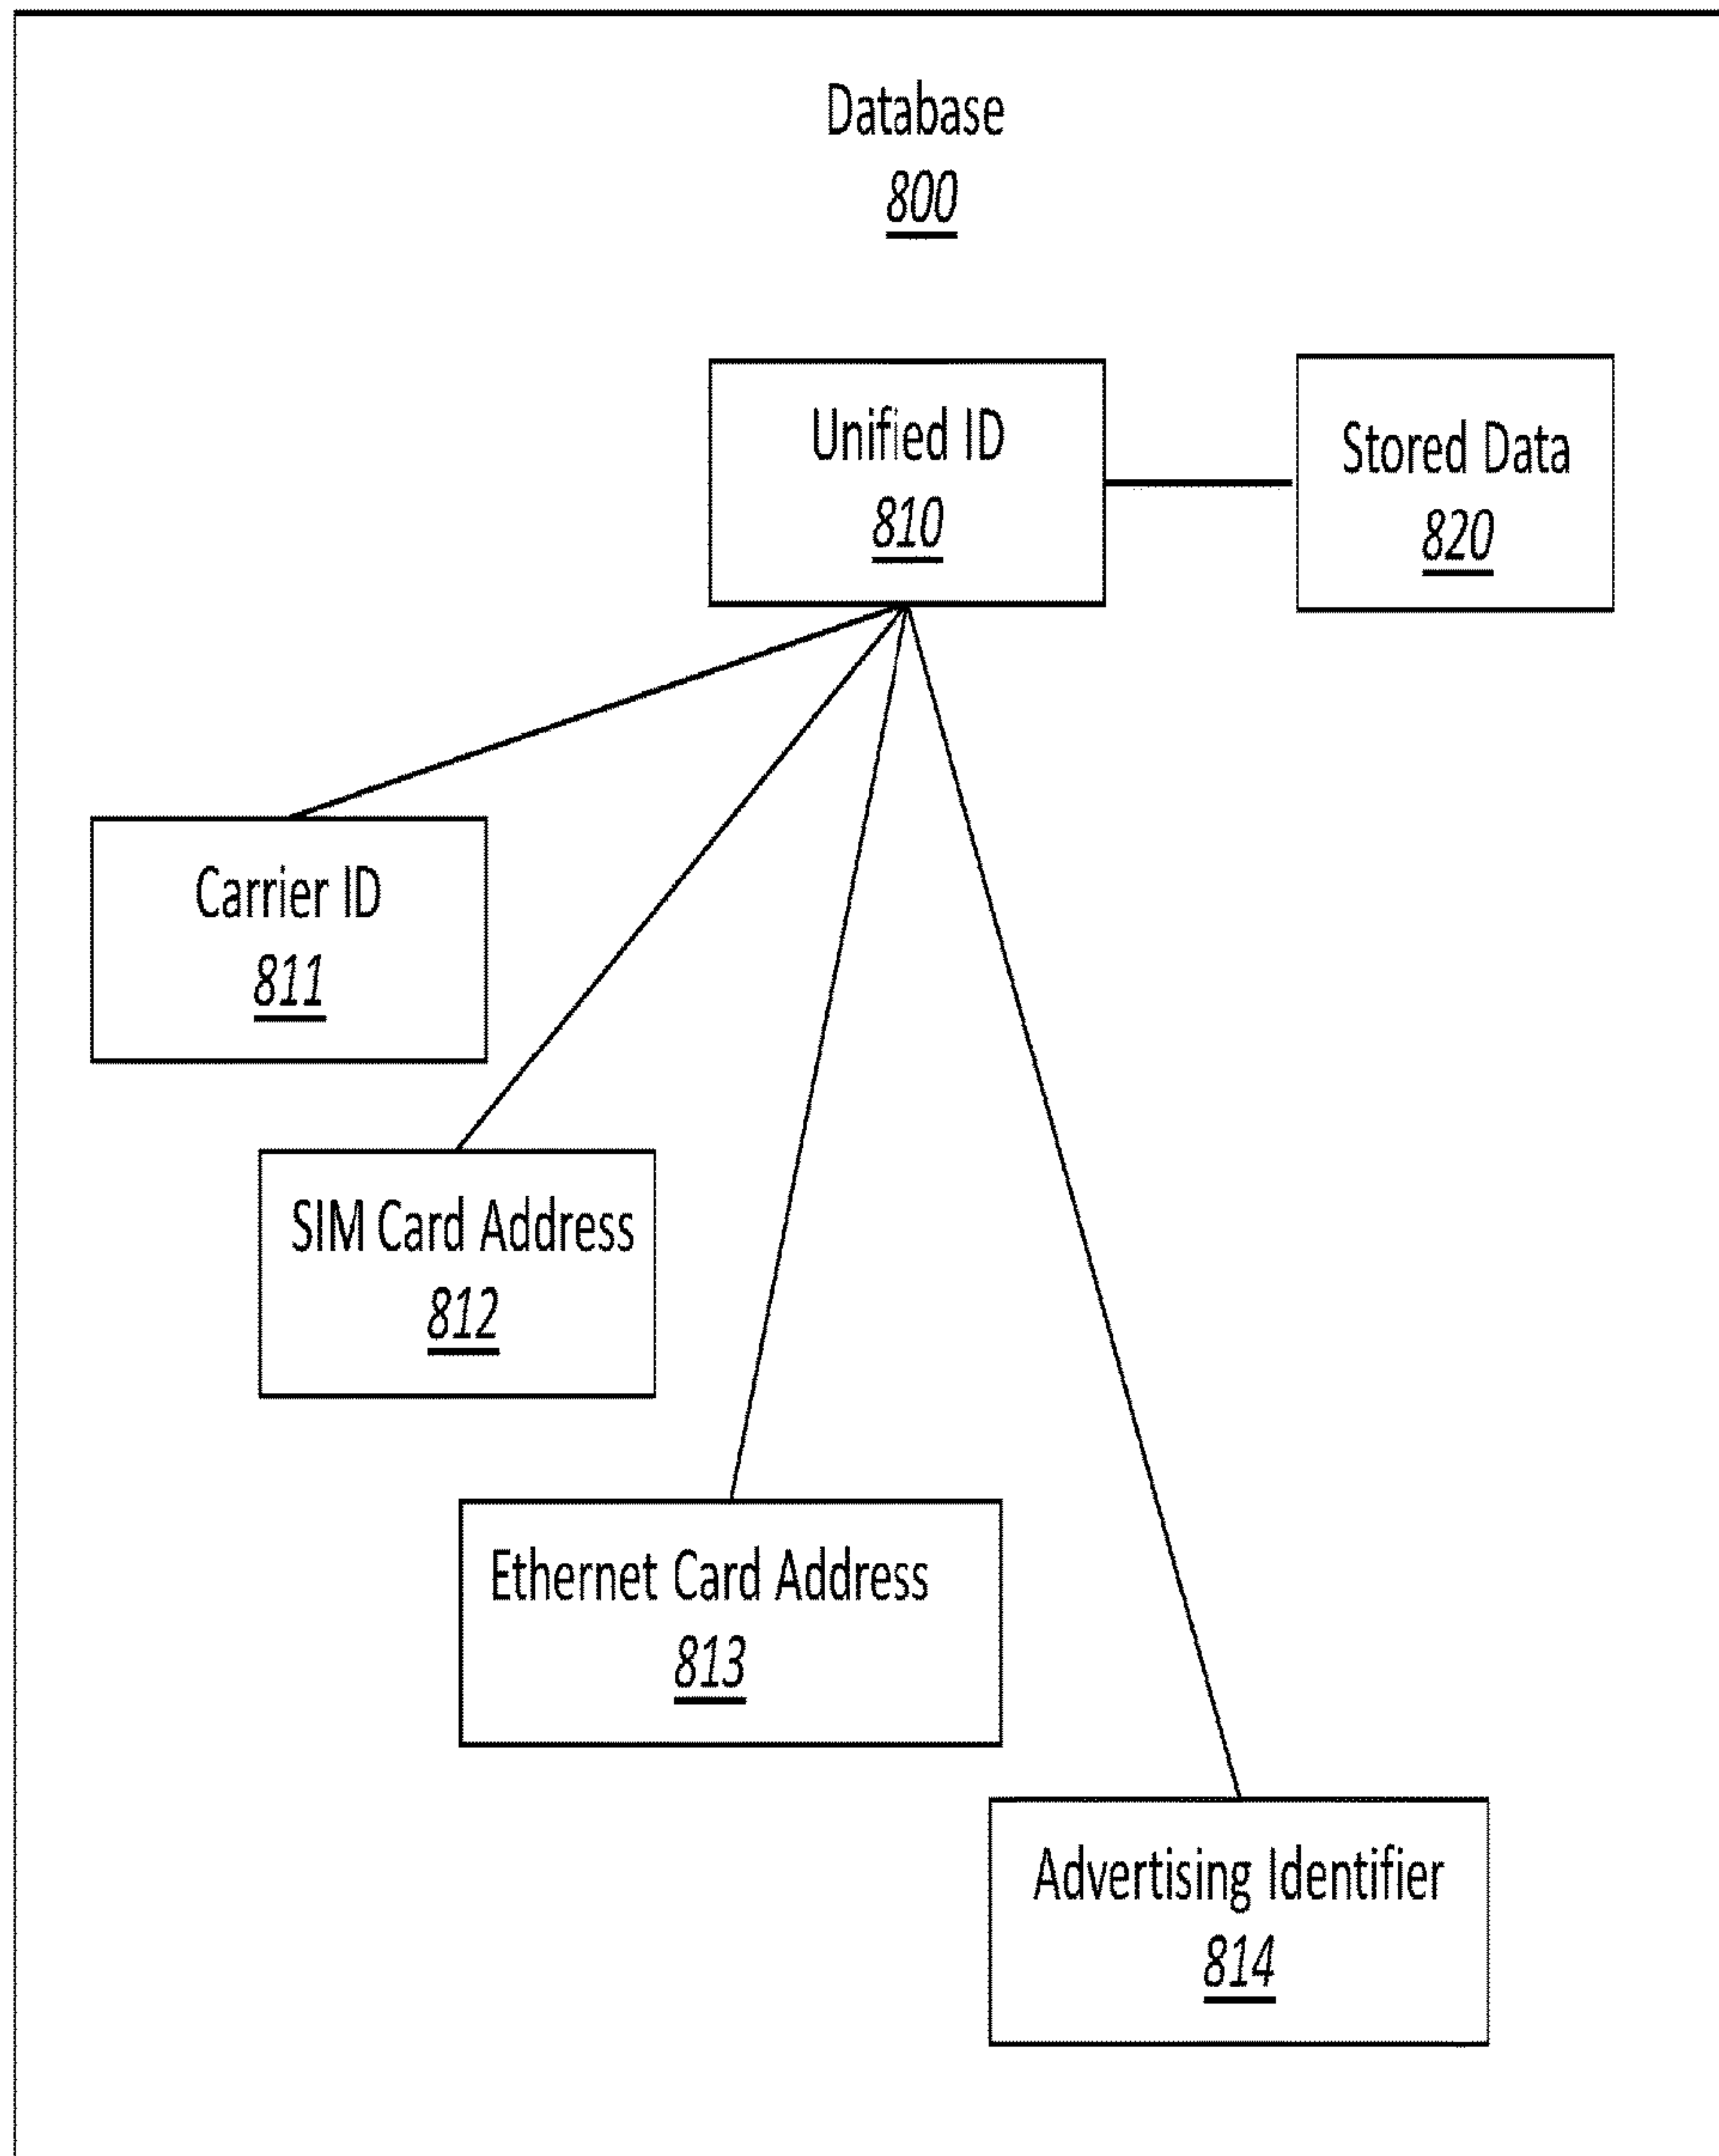 Database
800
Unified ID
810
Stored Data
820
Carrier ID
811
SIM Card Address
812
Ethernet Card Address
813
Advertising Identifier
814